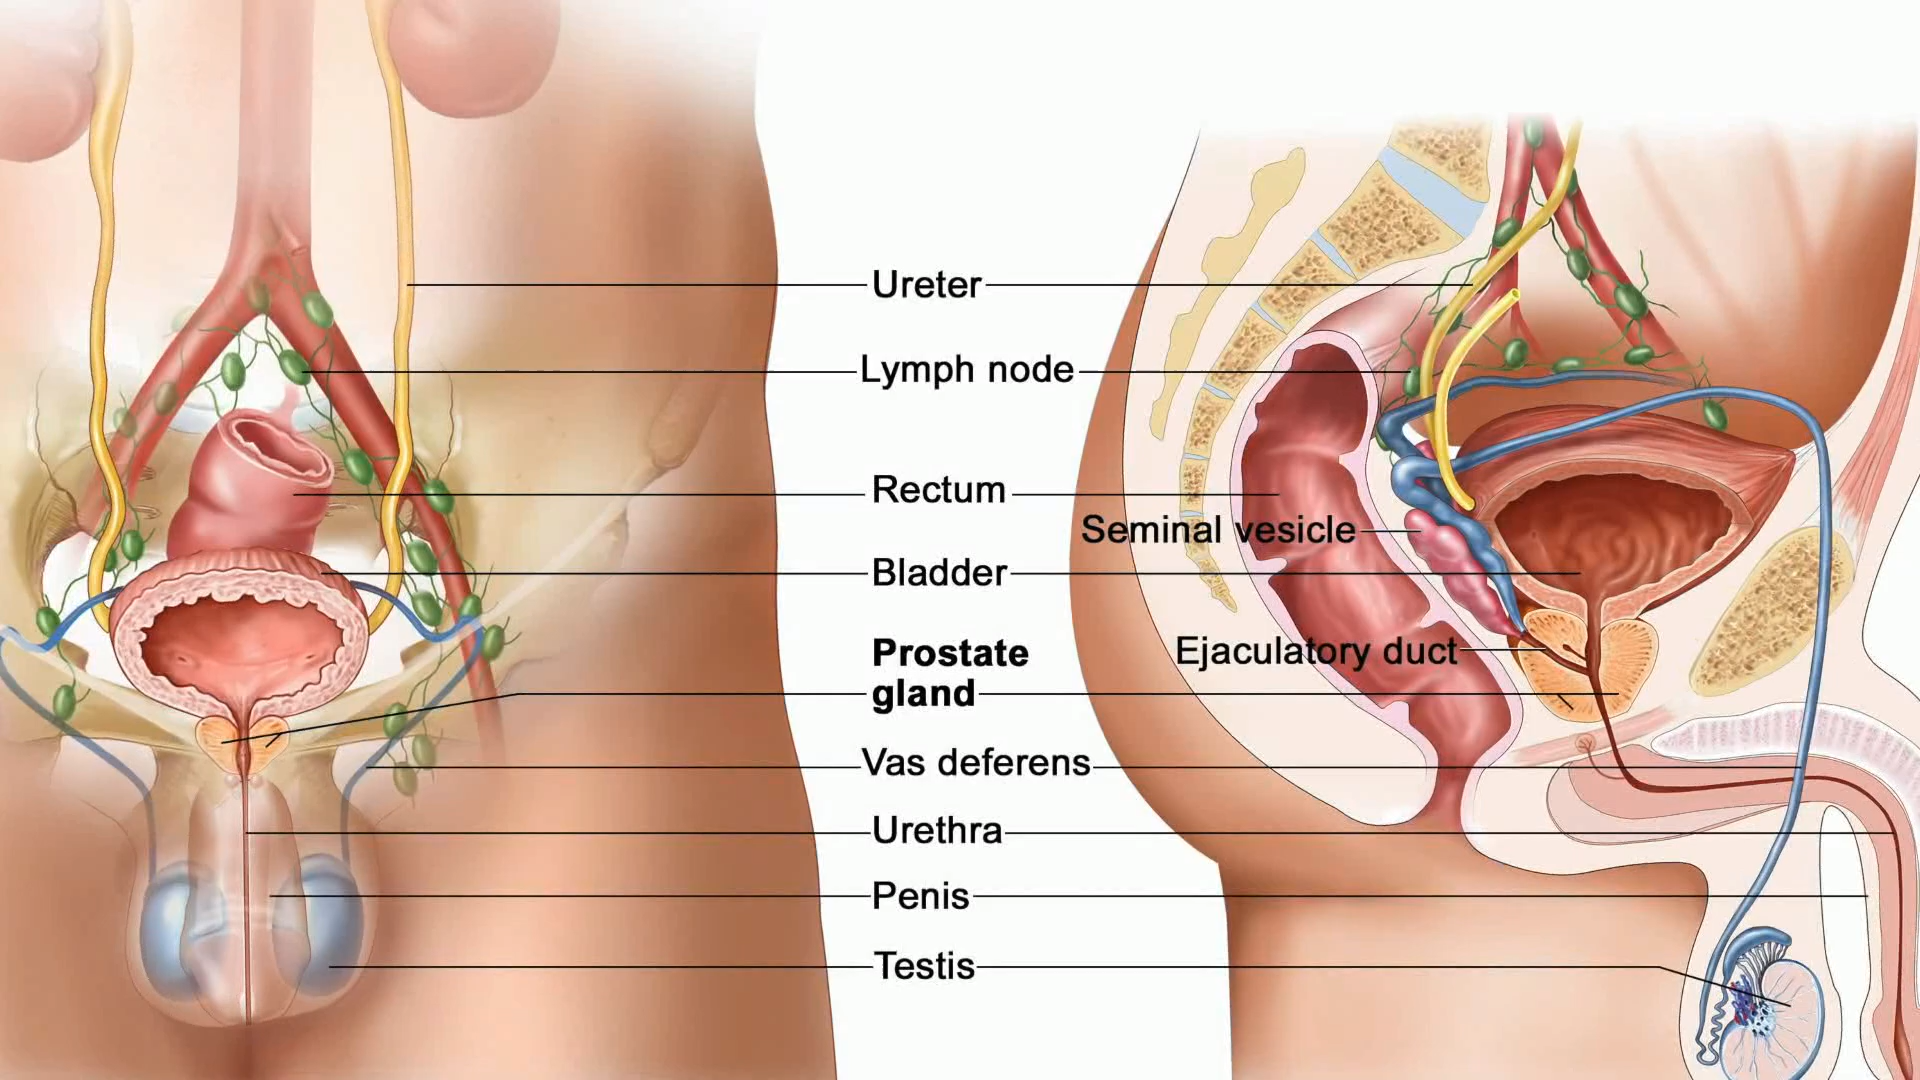 Ureter
Lymph node
Rectum
Seminal vesicle
Bladder
Prostate
gland
Ejaculatory duct
Vas deferens
Urethra
Penis
Testis